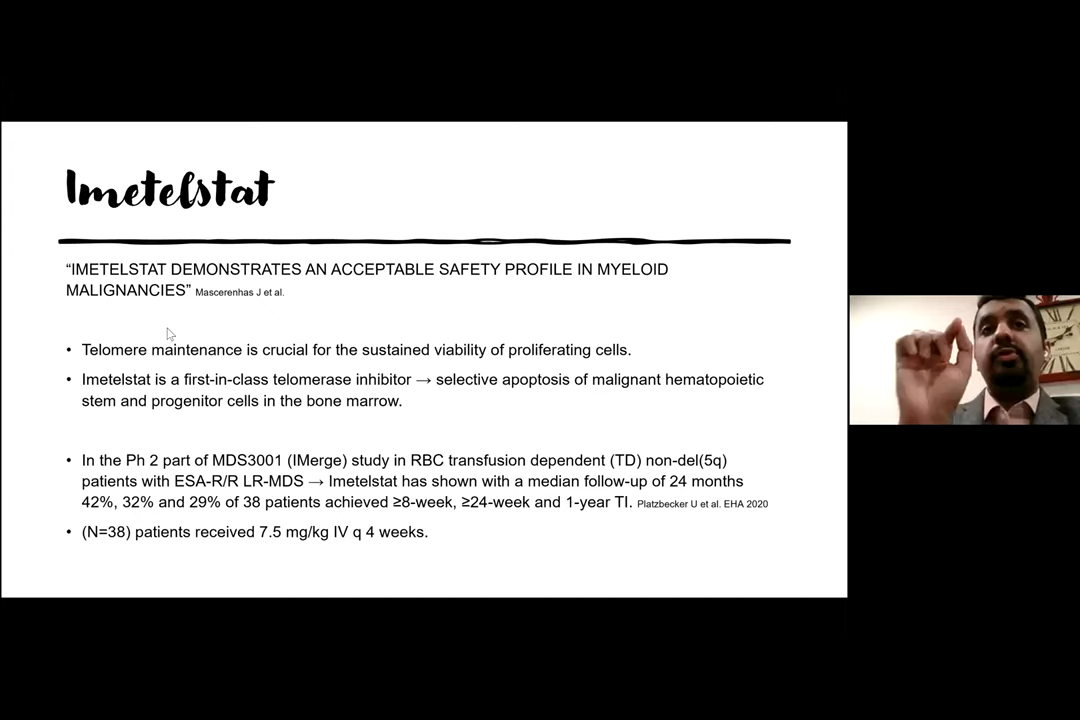 Imetelstat
“IMETELSTAT DEMONSTRATES AN ACCEPTABLE SAFETY PROFILE IN MYELOID
MALIGNANCIES” Mascerenhas J et al.
• Telomere maintenance is crucial for the sustained viability of proliferating cells.
• Imetelstat is a first-in-class telomerase inhibitor → selective apoptosis of malignant hematopoietic
stem and progenitor cells in the bone marrow.
• In the Ph 2 part of MDS3001 (IMerge) study in RBC transfusion dependent (TD) non-del(5q)
patients with ESA-R/R LR-MDS → Imetelstat has shown with a median follow-up of 24 months
42%, 32% and 29% of 38 patients achieved ≥8-week, ≥24-week and 1-year TI. Platzbecker U et al. EHA 2020
• (N=38) patients received 7.5 mg/kg IV q 4 weeks.